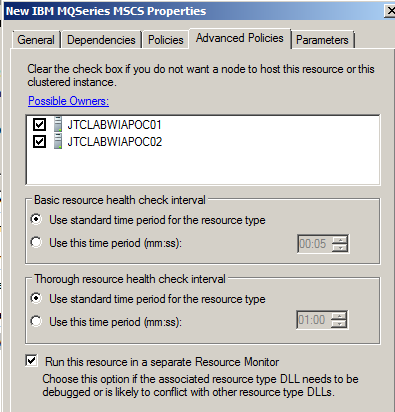 New IBM MQSeries MSCS Properties
General Dependencies Policies Advanced Policies Parameters
Clear the check box if you do not want a node to host this resource or this
clustered instance.
Possible Owners:
JTCLABWIAPOC01
JTCLABWIAPOC02
Basic resource health check interval
Use standard time period for the resource type
Use this time period (mm:ss): 00:05
Thorough resource health check interval
Use standard time period for the resource type
Use this time period (mm:ss): 01:00
Run this resource in a separate Resource Monitor
Choose this option if the associated resource type DLL needs to be
debugged or is likely to conflict with other resource type DLLs.